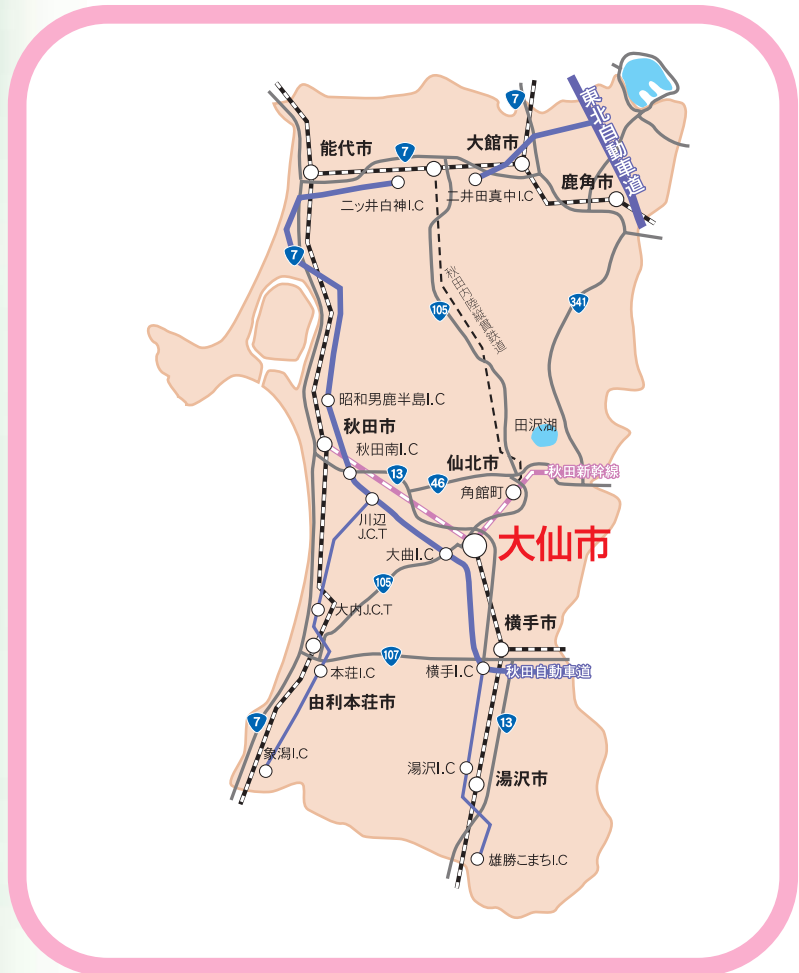 7
東北自動車道
能代市
7
大館市
鹿角市
二ッ井白神I.C
二井田真中I.C
7
秋田内陸縦貫鉄道
105
341
昭和男鹿半島I.C
秋田市
田沢湖
秋田南I.C
仙北市
13
46
秋田新幹線
角館町
川辺
J.C.T
大仙市
大曲I.C
105
大内J.C.T
横手市
107
本荘I.C
横手I.C
秋田自動車道
由利本荘市
7
13
象潟I.C
湯沢I.C
湯沢市
雄勝こまちI.C